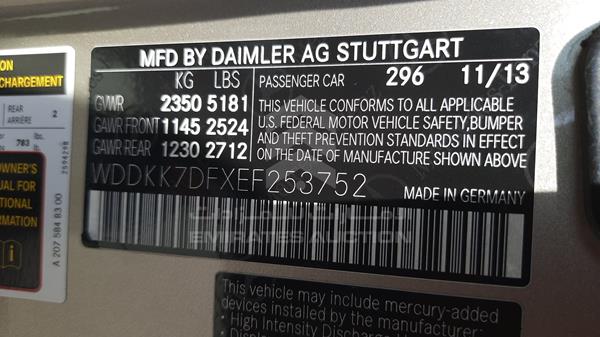 MFD BY DAIMLER AG STUTTGART
KG LBS
PASSENGER CAR 296 11/13
GVWR 2350 5181
GAWR FRONT 1145 2524
GAWR REAR 1230 2712
THIS VEHICLE CONFORMS TO ALL APPLICABLE
U.S. FEDERAL MOTOR VEHICLE SAFETY, BUMPER
AND THEFT PREVENTION STANDARDS IN EFFECT
ON THE DATE OF MANUFACTURE SHOWN ABOVE
WDDKK7DFXEF253752
MADE IN GERMANY
EMIRATES AUCTION
This vehicle may include mercury-added
devices installed by the manufacturer:
• High Intensity Discharge
ON
CHARGEMENT
REAR
ARRIÈRE 2
783 lbs.
OWNER'S
UAL FOR
TIONAL
RMATION
2594298
A 207 584 83 00